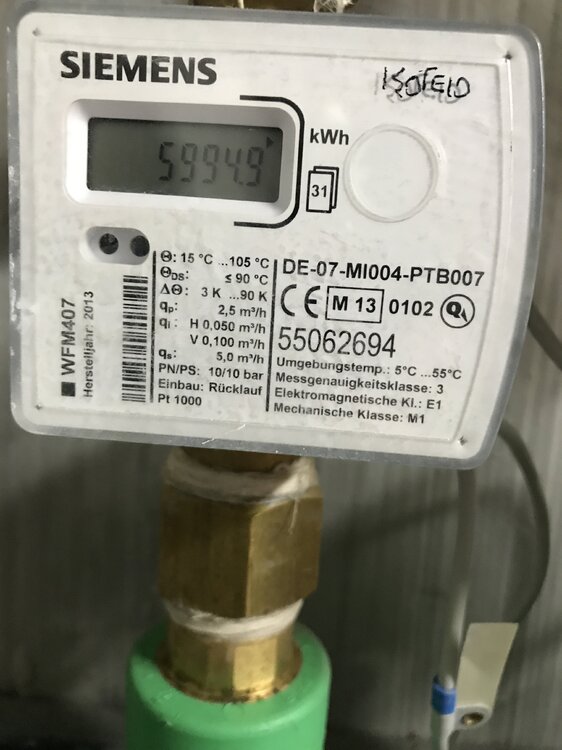 SIEMENS
5994.9
kWh
31
Θ: 15 °C ...105 °C
ΘDS: ≤ 90 °C
ΔΘ: 3 K ...90 K
qp: 2,5 m³/h
qi: H 0,050 m³/h
V 0,100 m³/h
qs: 5,0 m³/h
PN/PS: 10/10 bar
Einbau: Rücklauf
Pt 1000
WFM407
Herstelljahr: 2013
DE-07-MI004-PTB007
CE M 13 0102
55062694
Umgebungstemp.: 5°C ...55°C
Messgenauigkeitsklasse: 3
Elektromagnetische Kl.: E1
Mechanische Klasse: M1